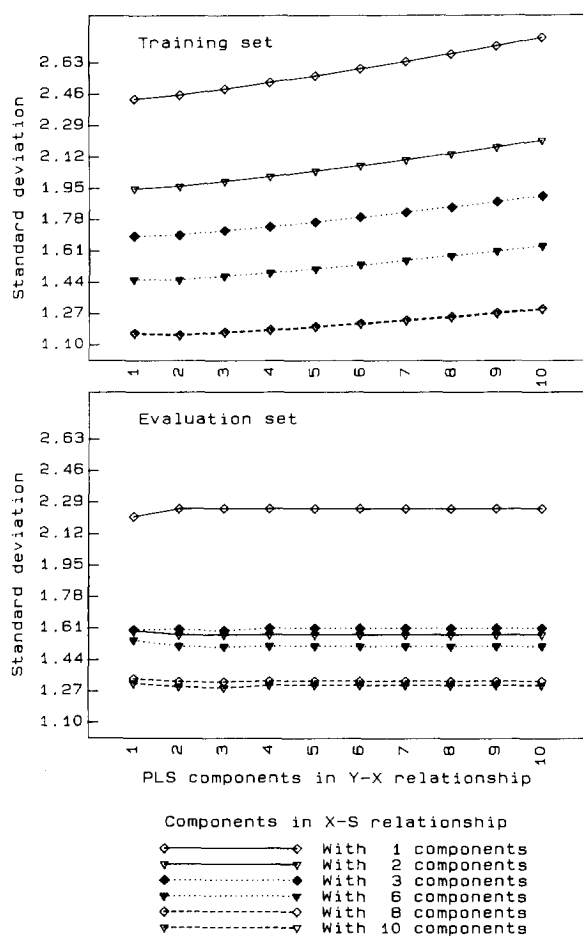 Training set
Standard deviation
2.63
2.46
2.29
2.12
1.95
1.78
1.61
1.44
1.27
1.10
1 2 3 4 5 6 7 8 9 10
Evaluation set
Standard deviation
2.63
2.46
2.29
2.12
1.95
1.78
1.61
1.44
1.27
1.10
1 2 3 4 5 6 7 8 9 10
PLS components in Y-X relationship
Components in X-S relationship
With 1 components
With 2 components
With 3 components
With 6 components
With 8 components
With 10 components